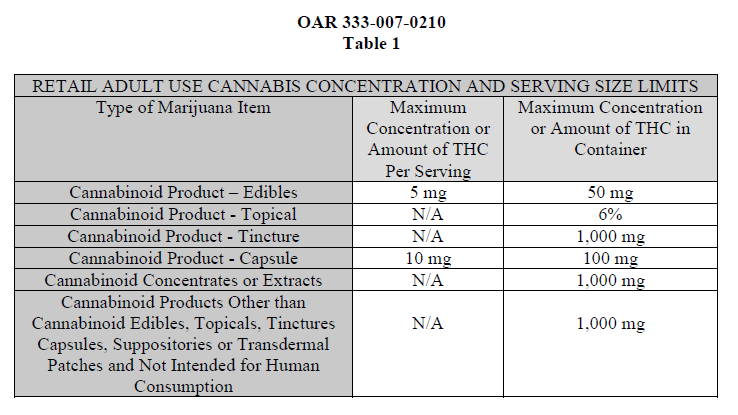 OAR 333-007-0210
Table 1
RETAIL ADULT USE CANNABIS CONCENTRATION AND SERVING SIZE LIMITS
Type of Marijuana Item
Maximum
Concentration or
Amount of THC
Per Serving
Maximum Concentration
or Amount of THC in
Container
Cannabinoid Product – Edibles 5 mg 50 mg
Cannabinoid Product - Topical N/A 6%
Cannabinoid Product - Tincture N/A 1,000 mg
Cannabinoid Product - Capsule 10 mg 100 mg
Cannabinoid Concentrates or Extracts N/A 1,000 mg
Cannabinoid Products Other than
Cannabinoid Edibles, Topicals, Tinctures N/A 1,000 mg
Capsules, Suppositories or Transdermal
Patches and Not Intended for Human
Consumption